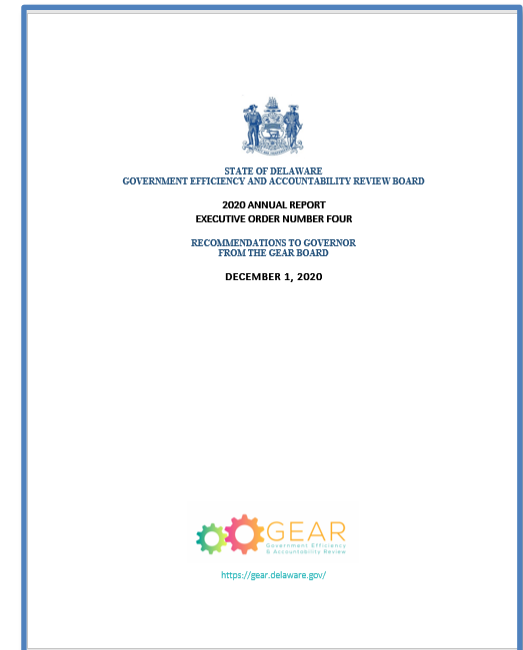 STATE OF DELAWARE
GOVERNMENT EFFICIENCY AND ACCOUNTABILITY REVIEW BOARD
2020 ANNUAL REPORT
EXECUTIVE ORDER NUMBER FOUR
RECOMMENDATIONS TO GOVERNOR
FROM THE GEAR BOARD
DECEMBER 1, 2020
GEAR
Government Efficiency
& Accountability Review
https://gear.delaware.gov/